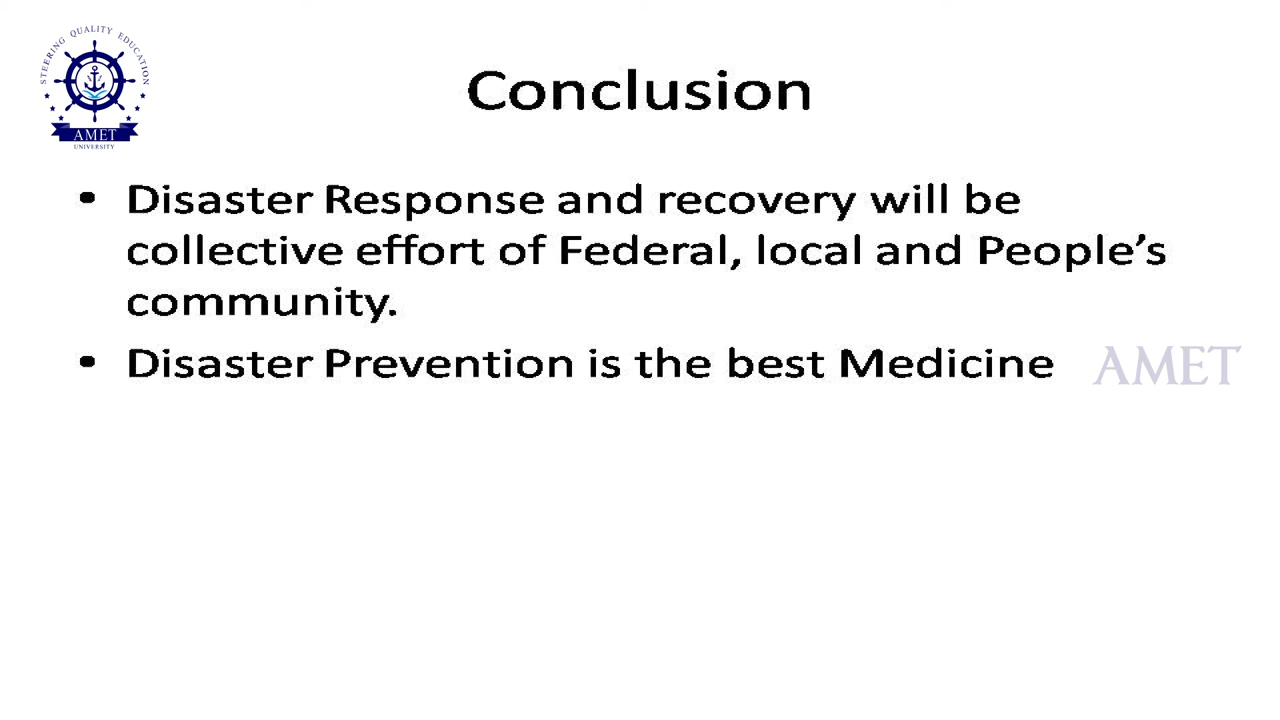 STEERING QUALITY EDUCATION
AMET
UNIVERSITY
Conclusion
• Disaster Response and recovery will be
collective effort of Federal, local and People’s
community.
• Disaster Prevention is the best Medicine
AMET